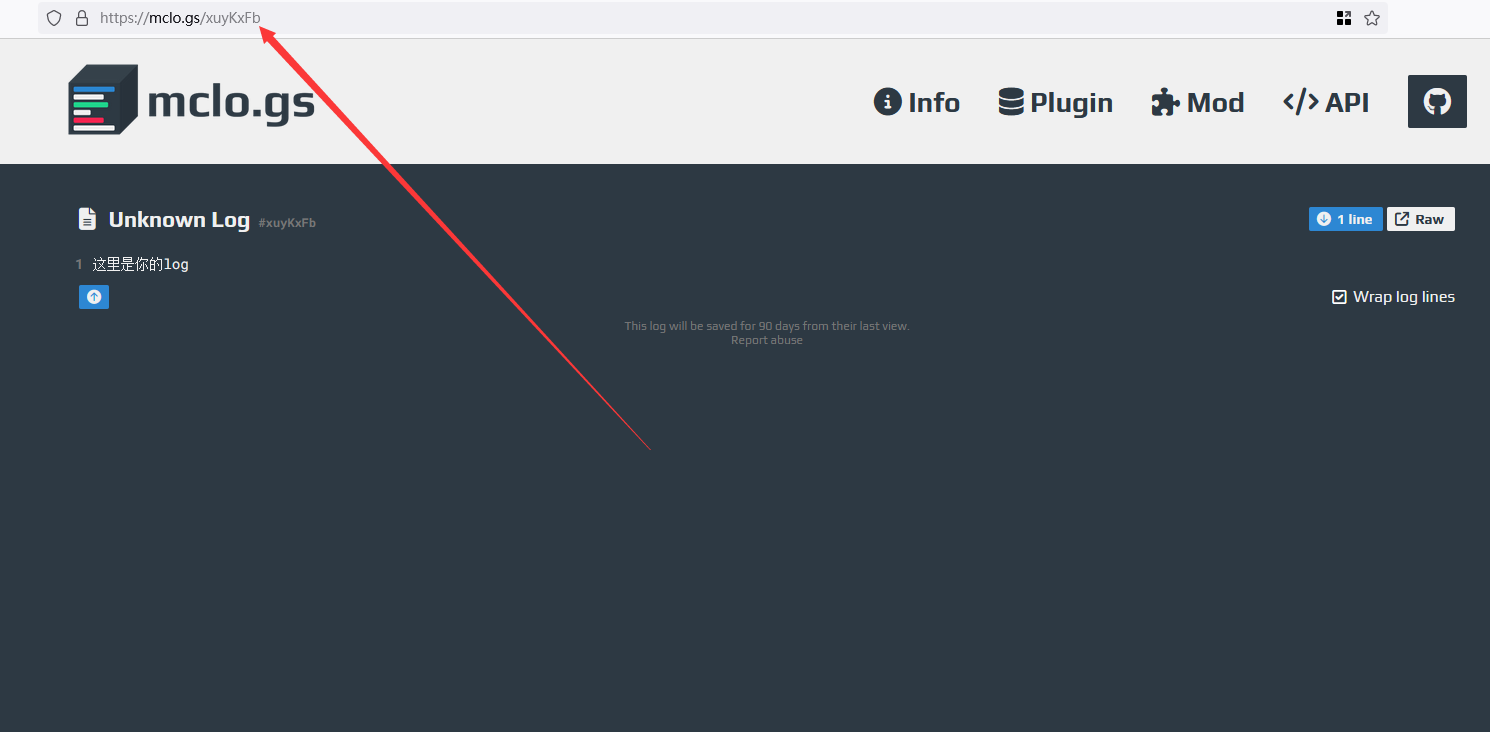 https://mclo.gs/xuyKxFb
mclo.gs
Info
Plugin
Mod
API
Unknown Log #xuyKxFb
1 line
Raw
1 这里是你的log
Wrap log lines
This log will be saved for 90 days from their last view.
Report abuse